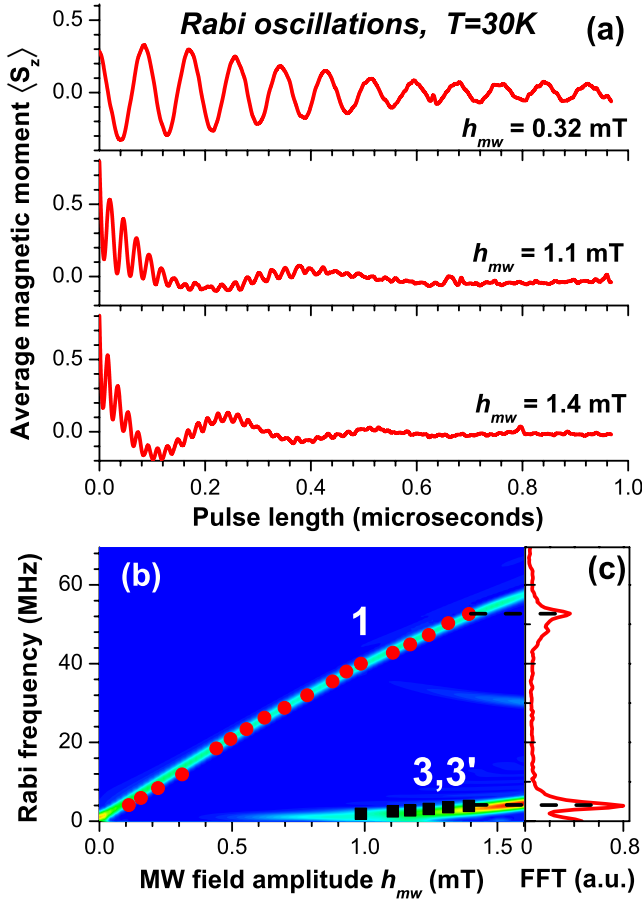 Rabi oscillations, T=30K (a)
Average magnetic moment ⟨S_z⟩
0.5
0.0
h_mw = 0.32 mT
0.5
0.0
h_mw = 1.1 mT
0.5
0.0
h_mw = 1.4 mT
0.0 0.2 0.4 0.6 0.8 1.0
Pulse length (microseconds)
Rabi frequency (MHz)
60
40
20
0
(b)
(c)
1
3,3'
0.0 0.5 1.0 1.5
0.0 0.8
MW field amplitude h_mw (mT)
FFT (a.u.)